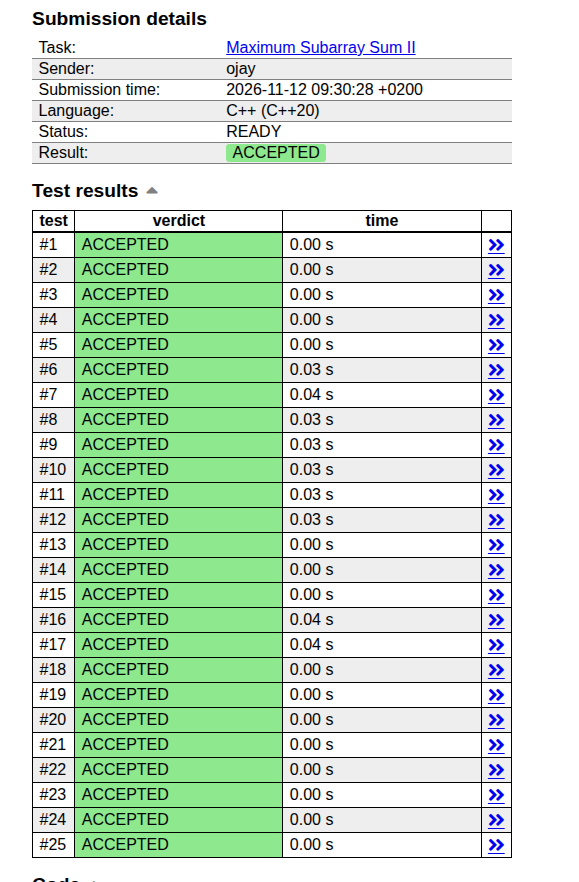 Submission details
Task: Maximum Subarray Sum II
Sender: ojay
Submission time: 2026-11-12 09:30:28 +0200
Language: C++ (C++20)
Status: READY
Result: ACCEPTED
Test results
test verdict time
#1 ACCEPTED 0.00 s
#2 ACCEPTED 0.00 s
#3 ACCEPTED 0.00 s
#4 ACCEPTED 0.00 s
#5 ACCEPTED 0.00 s
#6 ACCEPTED 0.03 s
#7 ACCEPTED 0.04 s
#8 ACCEPTED 0.03 s
#9 ACCEPTED 0.03 s
#10 ACCEPTED 0.03 s
#11 ACCEPTED 0.03 s
#12 ACCEPTED 0.03 s
#13 ACCEPTED 0.00 s
#14 ACCEPTED 0.00 s
#15 ACCEPTED 0.00 s
#16 ACCEPTED 0.04 s
#17 ACCEPTED 0.04 s
#18 ACCEPTED 0.00 s
#19 ACCEPTED 0.00 s
#20 ACCEPTED 0.00 s
#21 ACCEPTED 0.00 s
#22 ACCEPTED 0.00 s
#23 ACCEPTED 0.00 s
#24 ACCEPTED 0.00 s
#25 ACCEPTED 0.00 s